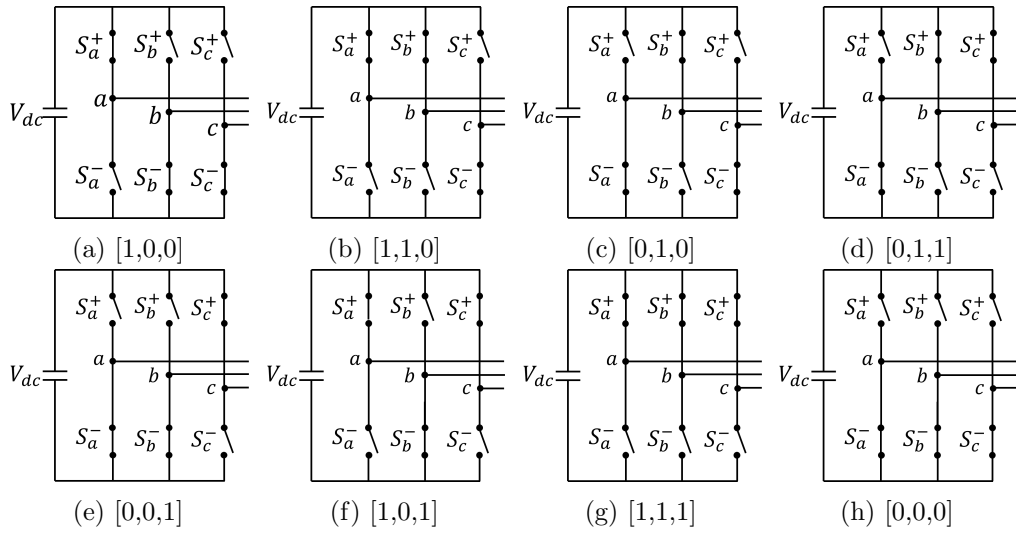 S_a^+ S_b^+ S_c^+ S_a^+ S_b^+ S_c^+ S_a^+ S_b^+ S_c^+ S_a^+ S_b^+ S_c^+
a a a a
V_dc b V_dc b V_dc b V_dc b
c c c c
S_a^- S_b^- S_c^- S_a^- S_b^- S_c^- S_a^- S_b^- S_c^- S_a^- S_b^- S_c^-
(a) [1,0,0] (b) [1,1,0] (c) [0,1,0] (d) [0,1,1]
S_a^+ S_b^+ S_c^+ S_a^+ S_b^+ S_c^+ S_a^+ S_b^+ S_c^+ S_a^+ S_b^+ S_c^+
a a a a
V_dc b V_dc b V_dc b V_dc b
c c c c
S_a^- S_b^- S_c^- S_a^- S_b^- S_c^- S_a^- S_b^- S_c^- S_a^- S_b^- S_c^-
(e) [0,0,1] (f) [1,0,1] (g) [1,1,1] (h) [0,0,0]